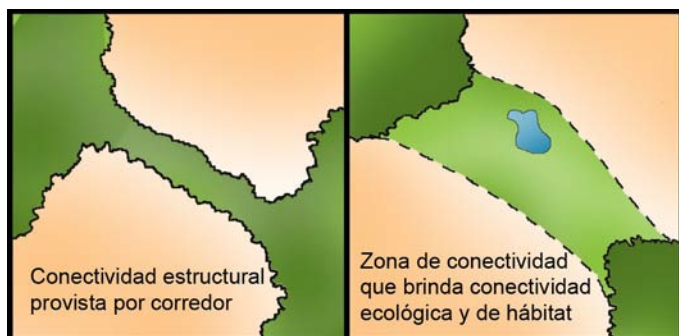 Conectividad estructural
provista por corredor
Zona de conectividad
que brinda conectividad
ecológica y de hábitat